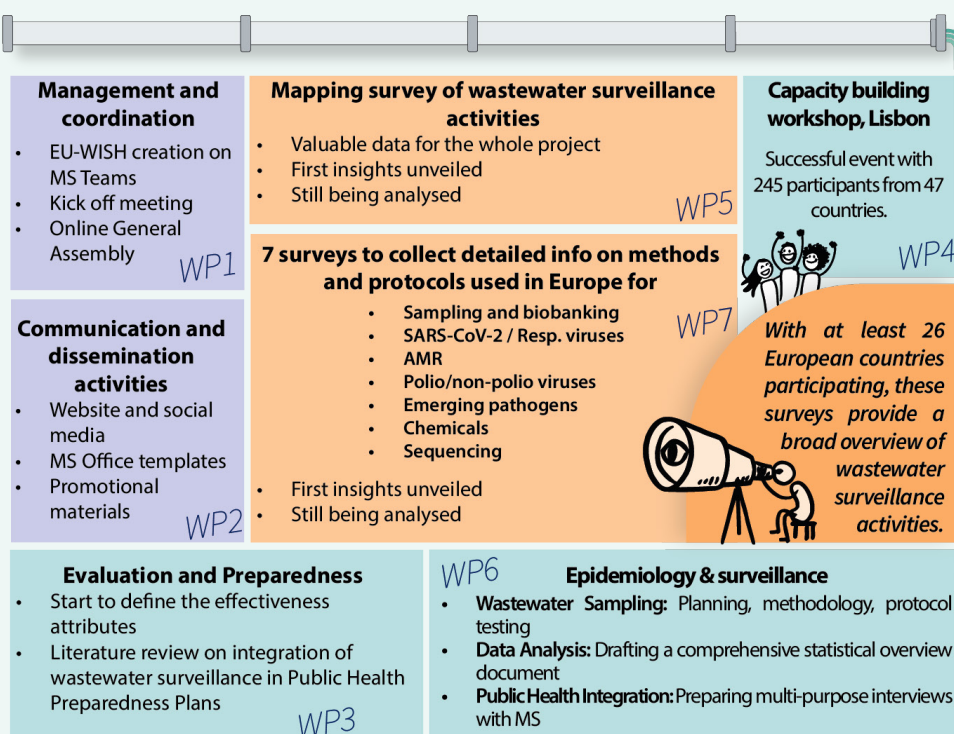 Management and
coordination
• EU-WISH creation on
MS Teams
• Kick off meeting
• Online General
Assembly
WP1
Mapping survey of wastewater surveillance
activities
• Valuable data for the whole project
• First insights unveiled
• Still being analysed
WP5
Capacity building
workshop, Lisbon
Successful event with
245 participants from 47
countries.
WP4
7 surveys to collect detailed info on methods
and protocols used in Europe for
• Sampling and biobanking
• SARS-CoV-2 / Resp. viruses
• AMR
• Polio/non-polio viruses
• Emerging pathogens
• Chemicals
• Sequencing
• First insights unveiled
• Still being analysed
WP7
With at least 26
European countries
participating, these
surveys provide a
broad overview of
wastewater
surveillance
activities.
Communication and
dissemination
activities
• Website and social
media
• MS Office templates
• Promotional
materials
WP2
Evaluation and Preparedness
• Start to define the effectiveness
attributes
• Literature review on integration of
wastewater surveillance in Public Health
Preparedness Plans
WP3
WP6
Epidemiology & surveillance
• Wastewater Sampling: Planning, methodology, protocol
testing
• Data Analysis: Drafting a comprehensive statistical overview
document
• Public Health Integration: Preparing multi-purpose interviews
with MS